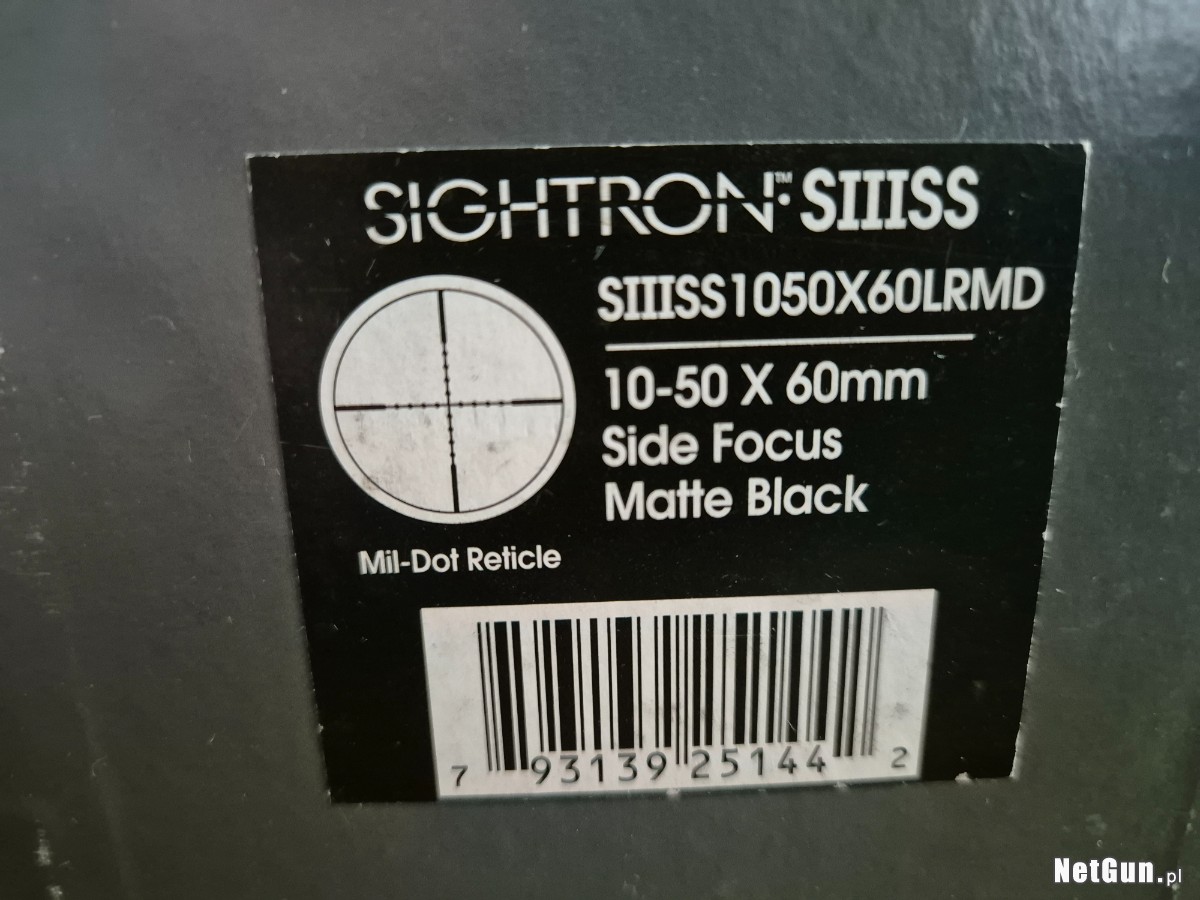 SIGHTRON™ SIIISS
SIIISS1050X60LRMD
10-50 X 60mm
Side Focus
Matte Black
Mil-Dot Reticle
7 93139 25144 2
NetGun.pl